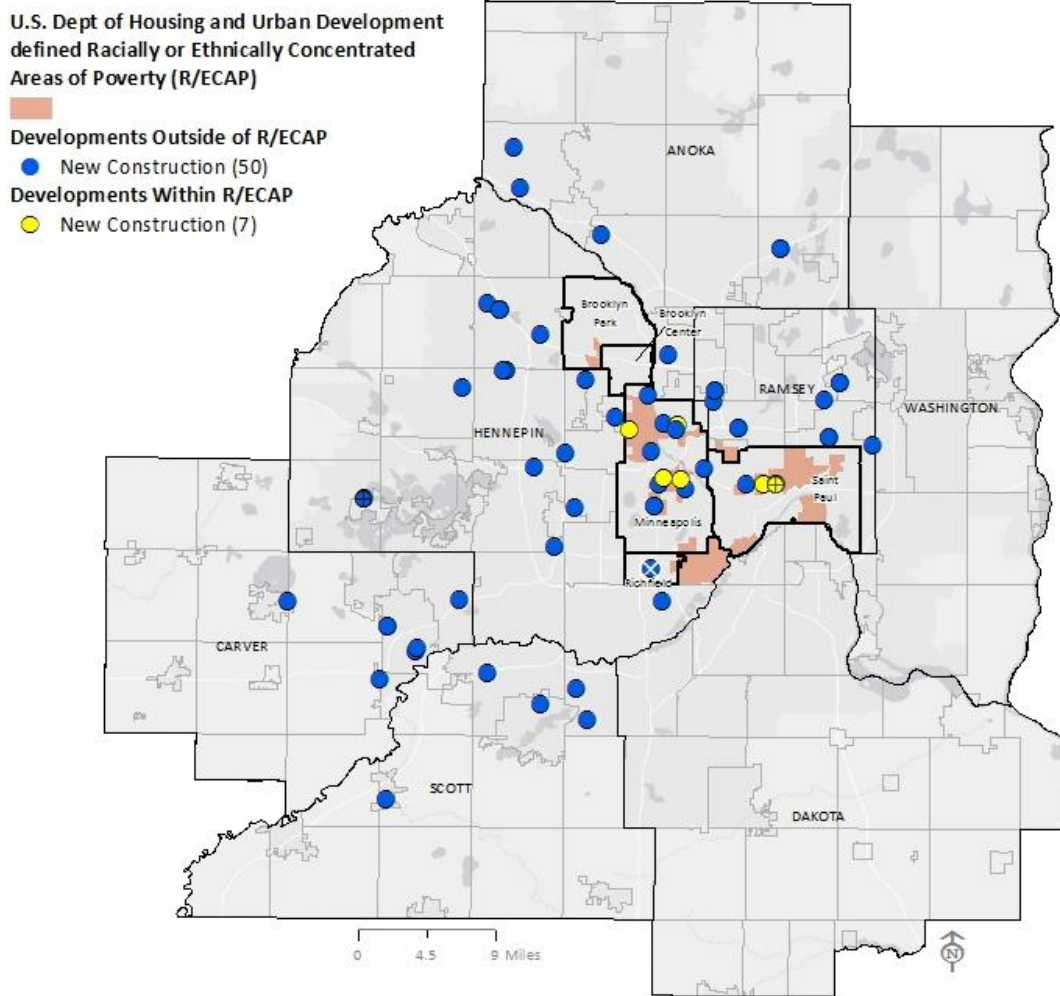 U.S. Dept of Housing and Urban Development
defined Racially or Ethnically Concentrated
Areas of Poverty (R/ECAP)
Developments Outside of R/ECAP
New Construction (50)
Developments Within R/ECAP
New Construction (7)
ANOKA
Brooklyn
Park
Brooklyn
Center
RAMSEY
WASHINGTON
HENNEPIN
Saint
Paul
Minneapolis
Richfield
CARVER
SCOTT
DAKOTA
0 4.5 9 Miles
N